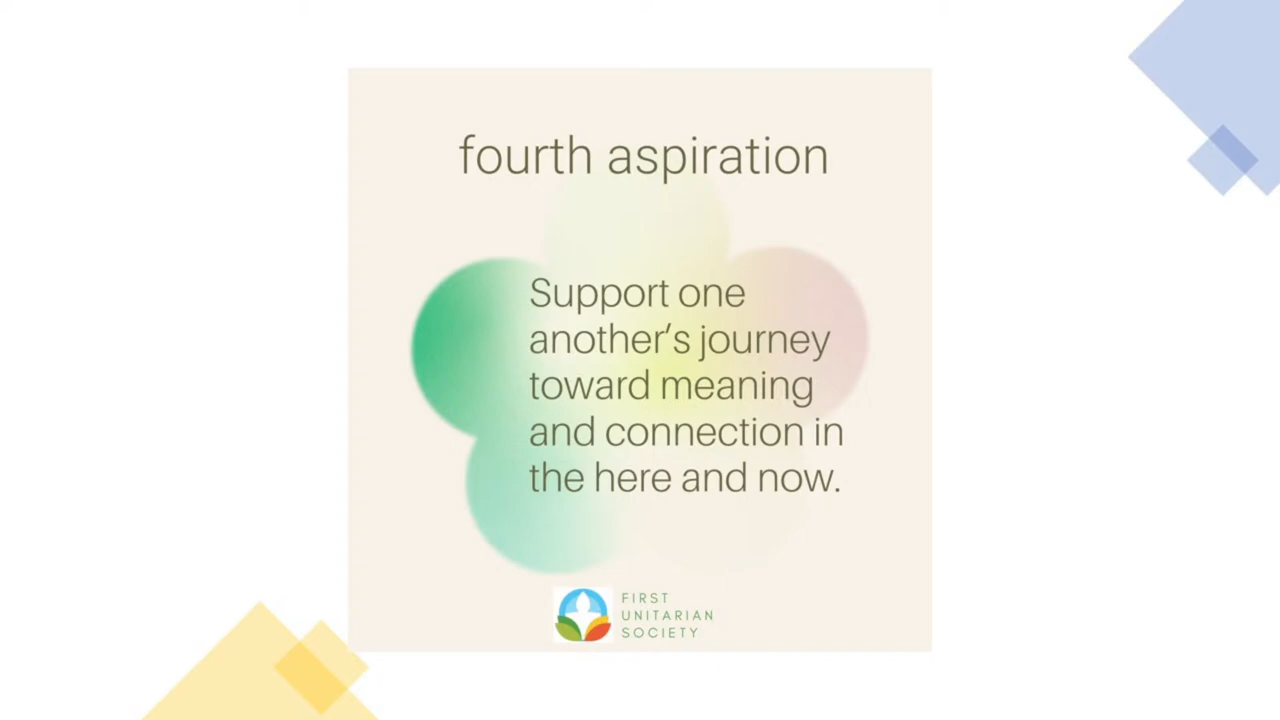 fourth aspiration
Support one
another’s journey
toward meaning
and connection in
the here and now.
FIRST
UNITARIAN
SOCIETY